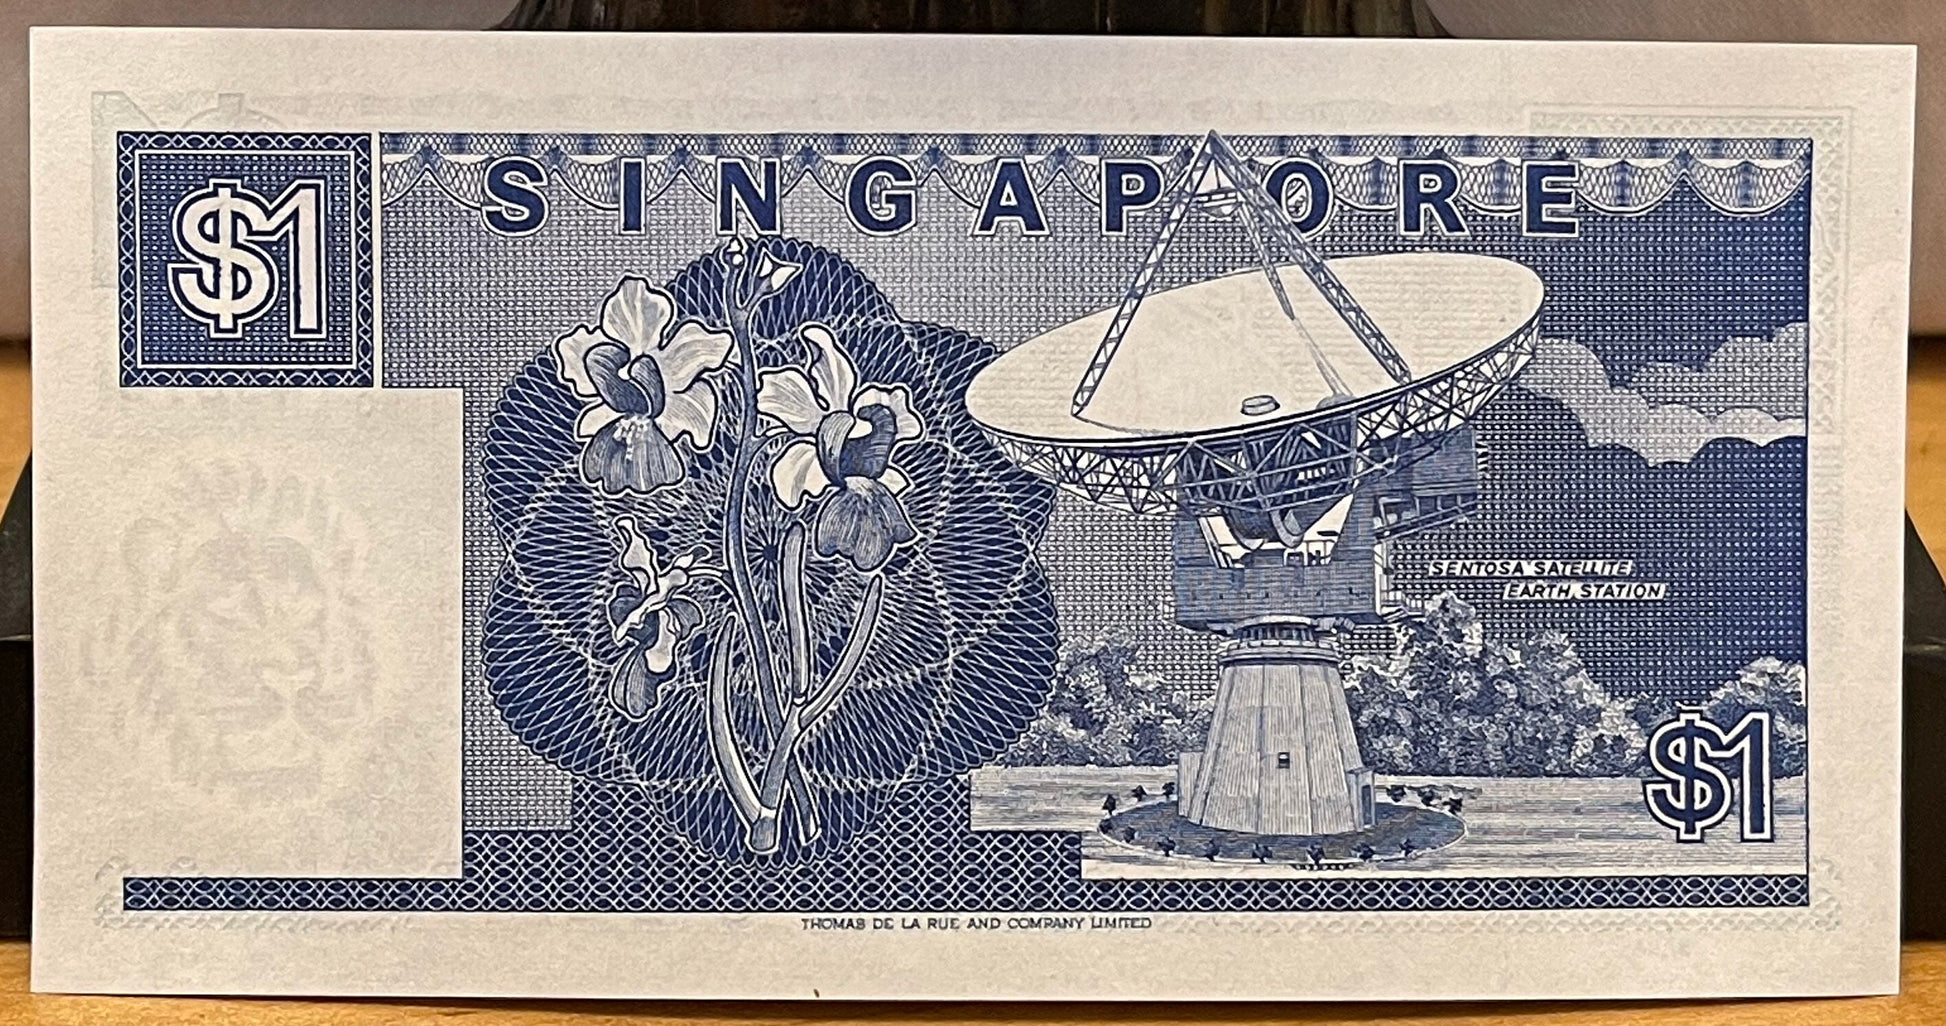 $1
SINGAPORE
SENTOSA SATELLITE
EARTH STATION
$1
THOMAS DE LA RUE AND COMPANY LIMITED